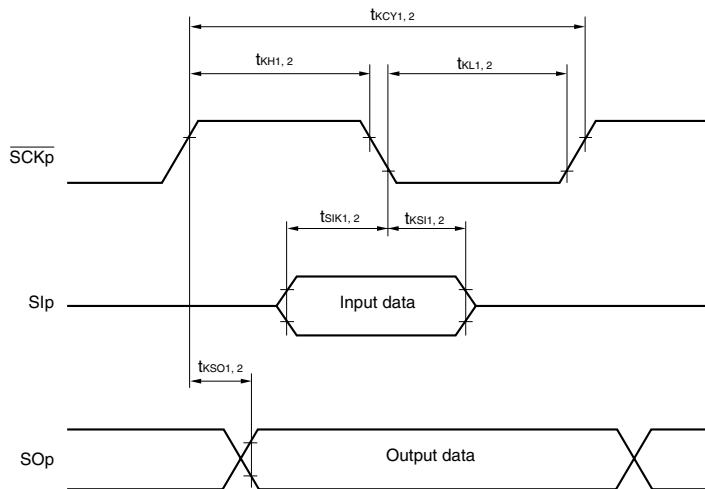 tKCY1, 2
tKH1, 2
tKL1, 2
SCKp
tSIK1, 2
tKSI1, 2
SIp
Input data
tKSO1, 2
SOp
Output data